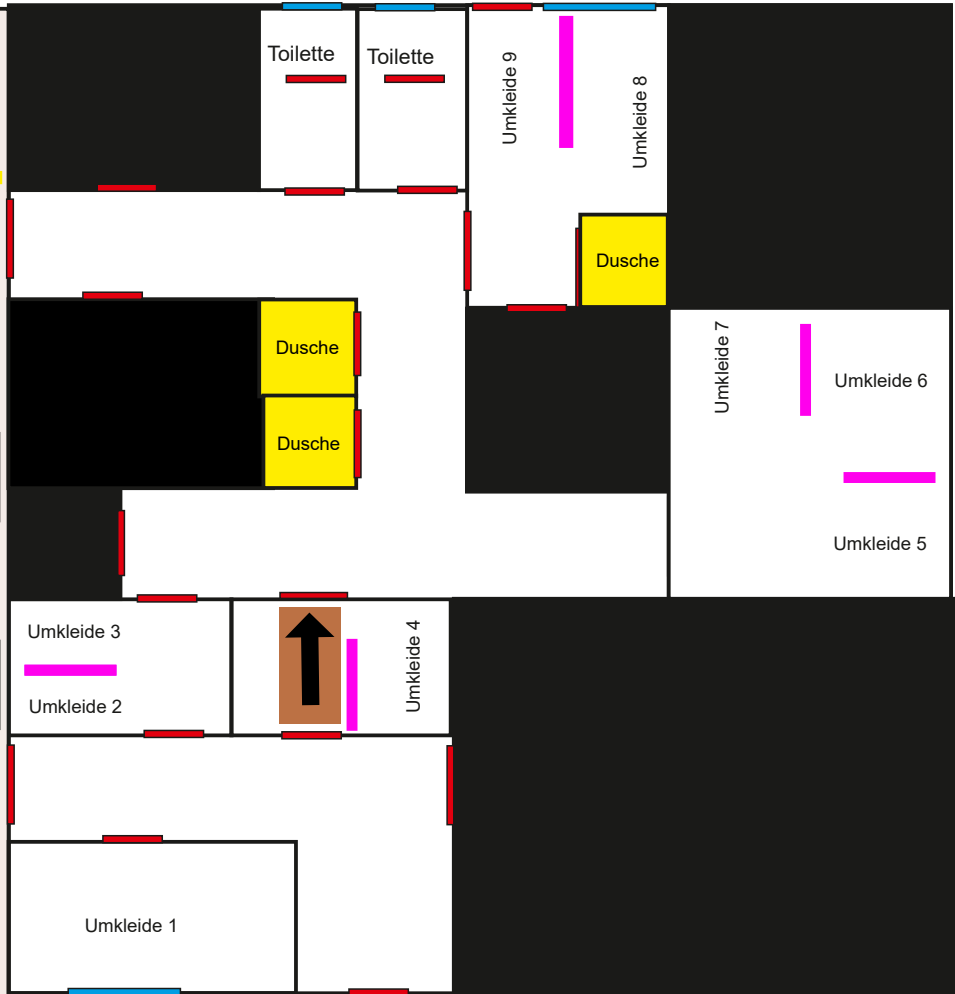 Toilette
Toilette
Umkleide 9
Umkleide 8
Dusche
Dusche
Dusche
Umkleide 7
Umkleide 6
Umkleide 5
Umkleide 3
Umkleide 2
Umkleide 4
Umkleide 1